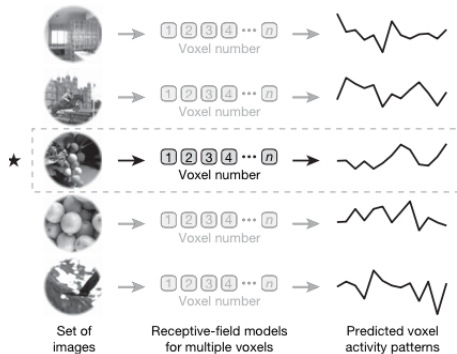 1 2 3 4 ••• n
Voxel number
1 2 3 4 ••• n
Voxel number
1 2 3 4 ••• n
Voxel number
1 2 3 4 ••• n
Voxel number
1 2 3 4 ••• n
Voxel number
Set of images
Receptive-field models for multiple voxels
Predicted voxel activity patterns